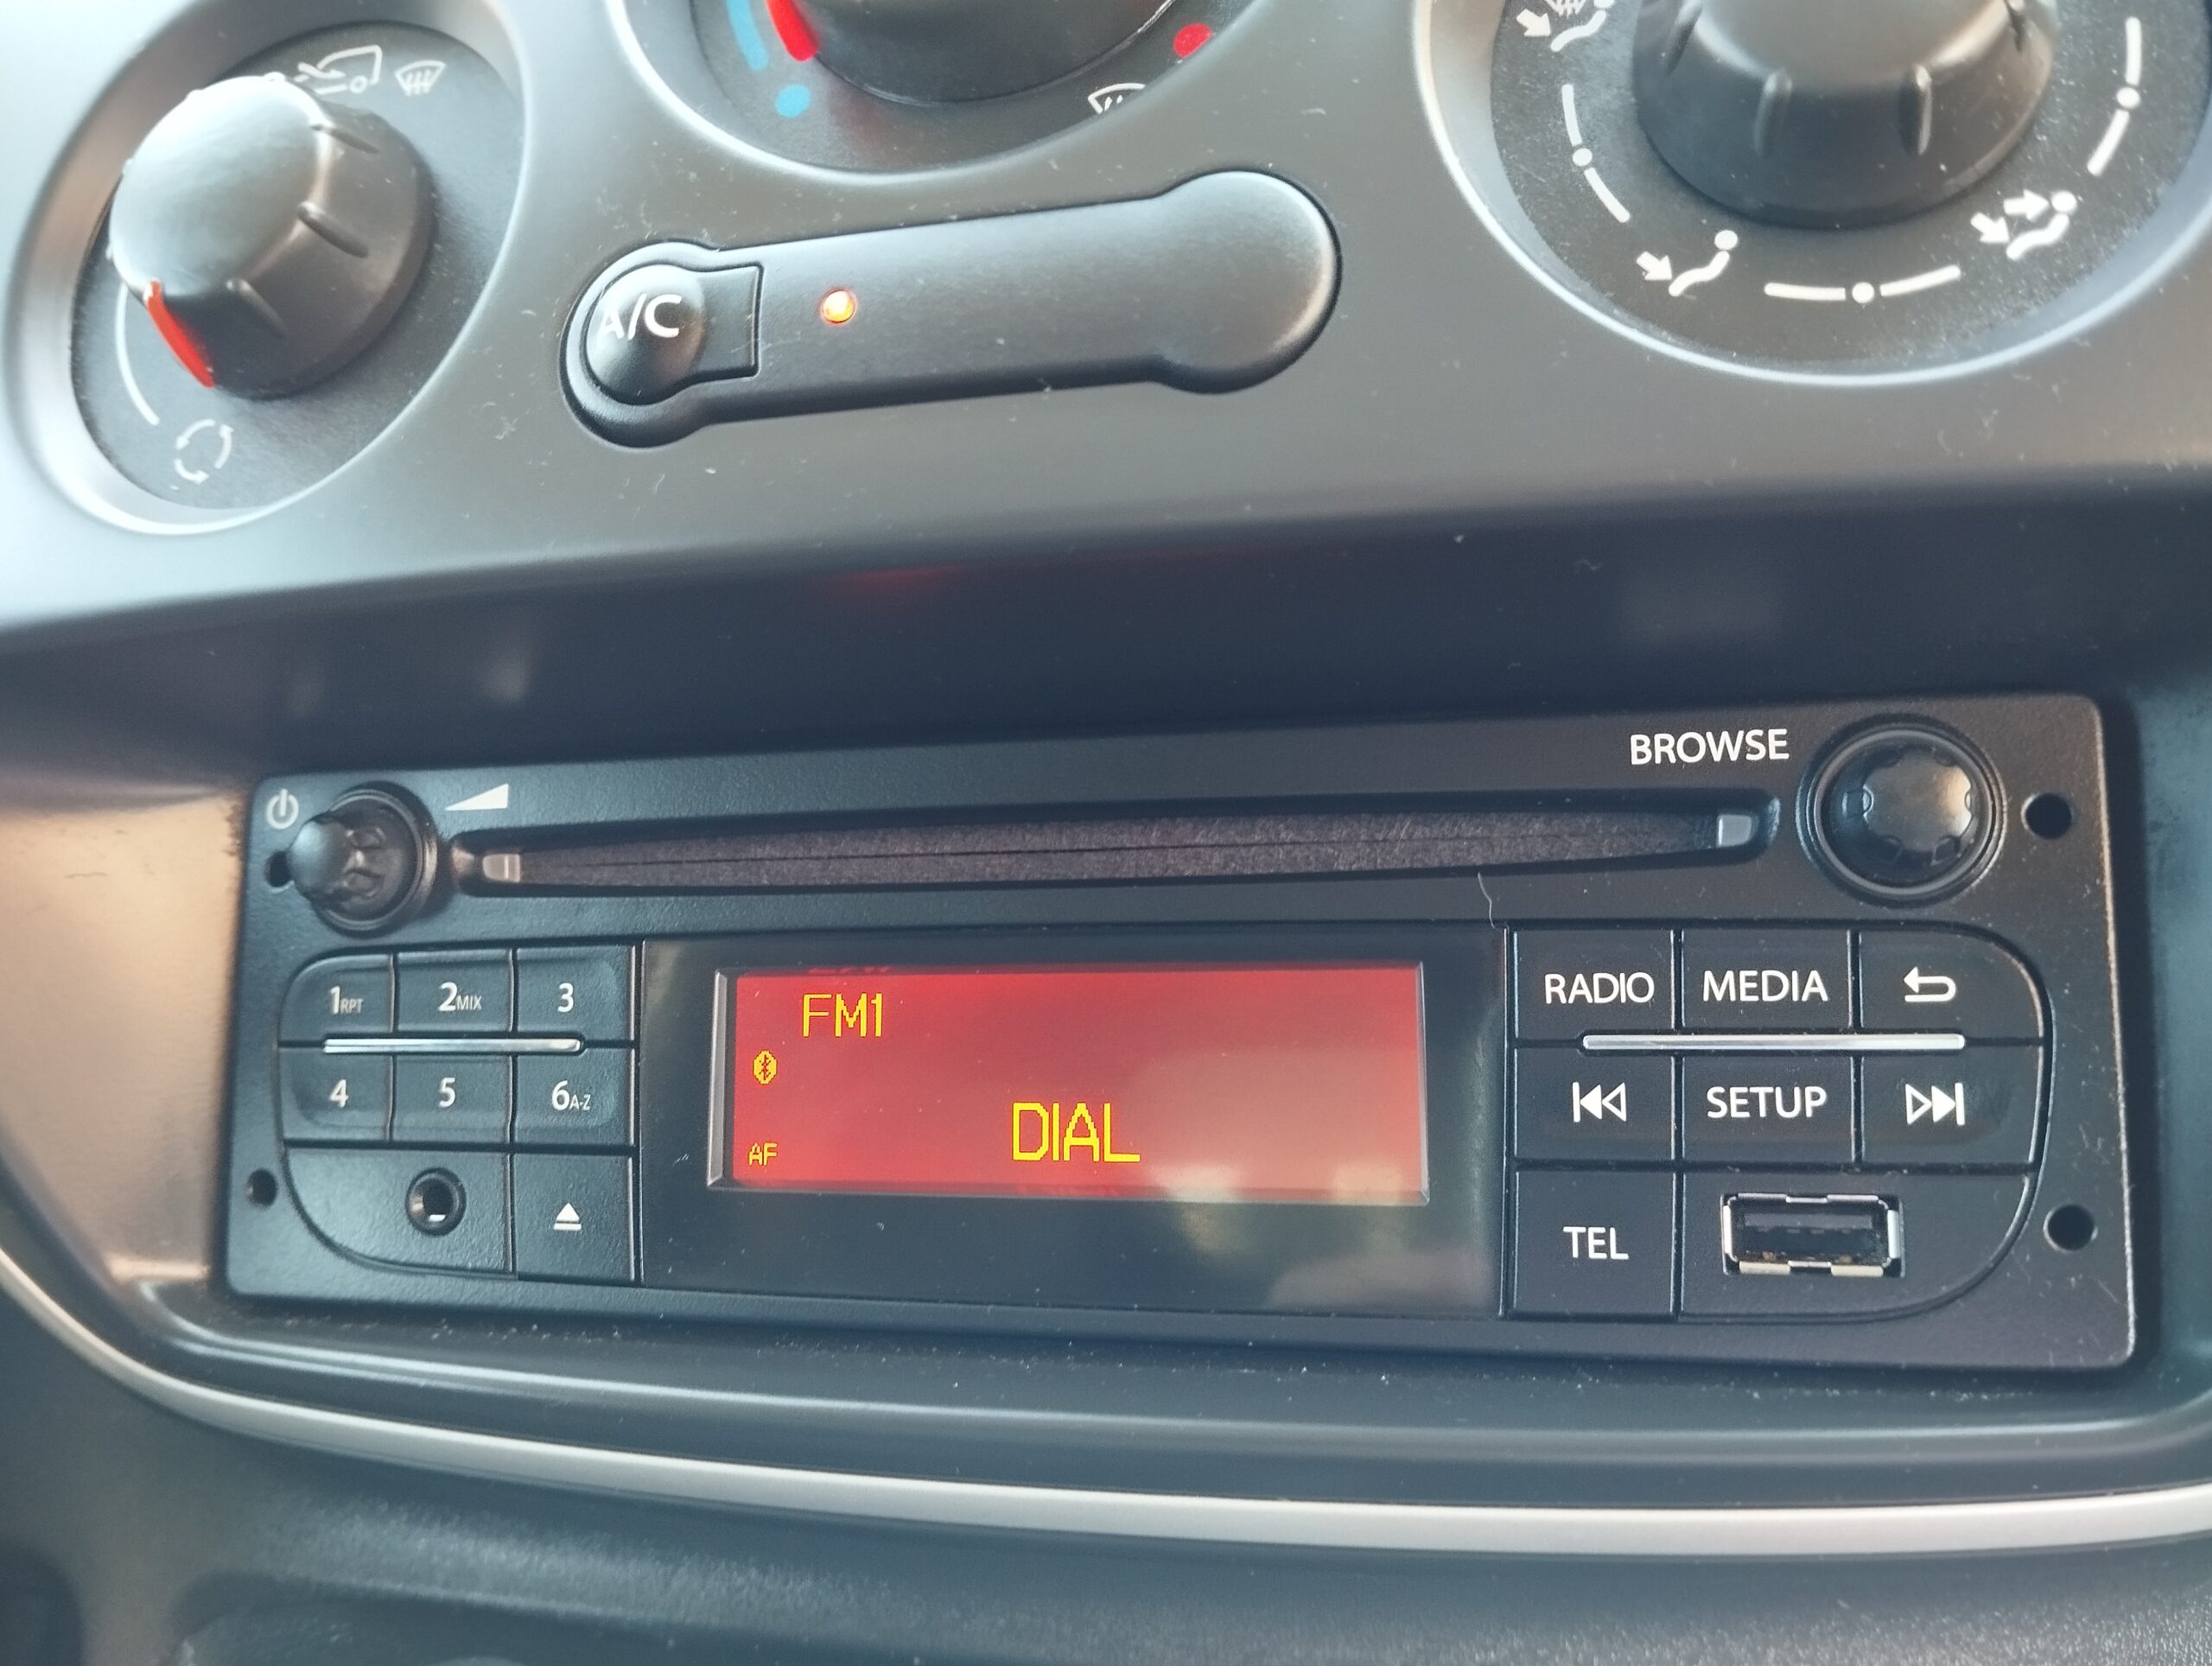 A/C
BROWSE
1RPT 2MIX 3
4 5 6A-Z
FM1
DIAL
AF
RADIO MEDIA
SETUP
TEL